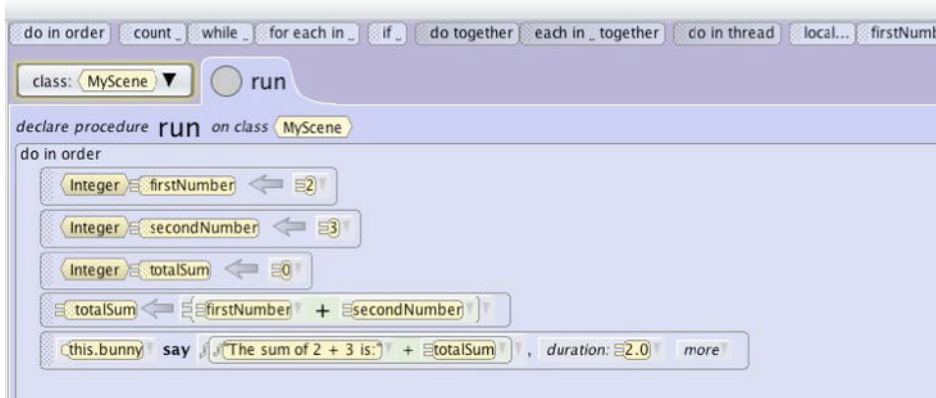 do in order count _ while _ for each in _ if _ do together each in _ together do in thread local... firstNumb
class: MyScene run
declare procedure run on class MyScene
do in order
Integer firstNumber 2
Integer secondNumber 3
Integer totalSum 0
totalSum firstNumber + secondNumber
this.bunny say "The sum of 2 + 3 is:" + totalSum , duration: 2.0 more